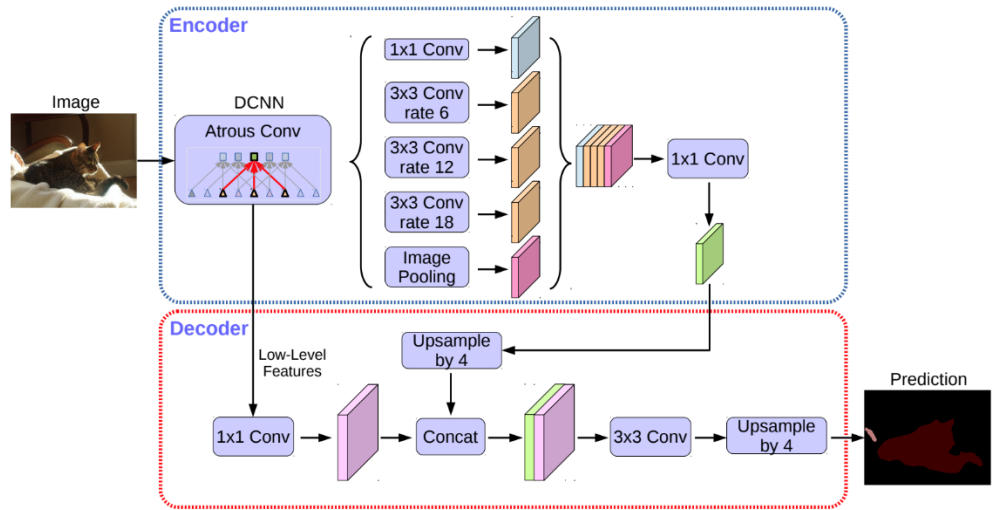 Encoder
Image
DCNN
Atrous Conv
1x1 Conv
3x3 Conv
rate 6
3x3 Conv
rate 12
3x3 Conv
rate 18
Image
Pooling
1x1 Conv
Decoder
Low-Level
Features
Upsample
by 4
1x1 Conv
Concat
3x3 Conv
Upsample
by 4
Prediction